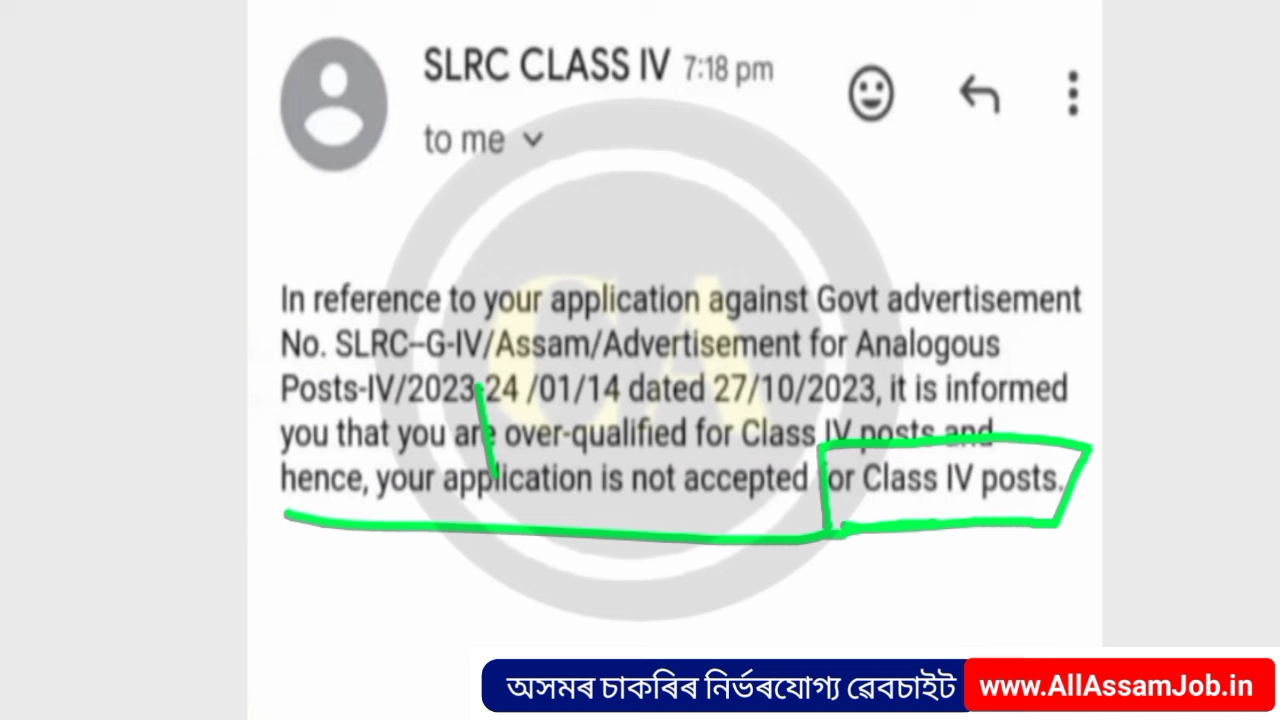 SLRC CLASS IV 7:18 pm
to me
In reference to your application against Govt advertisement
No. SLRC–G-IV/Assam/Advertisement for Analogous
Posts-IV/2023-24 /01/14 dated 27/10/2023, it is informed
you that you are over-qualified for Class IV posts and
hence, your application is not accepted for Class IV posts.
CA
অসমৰ চাকৰিৰ নিৰ্ভৰযোগ্য ৱেবচাইট www.AllAssamJob.in